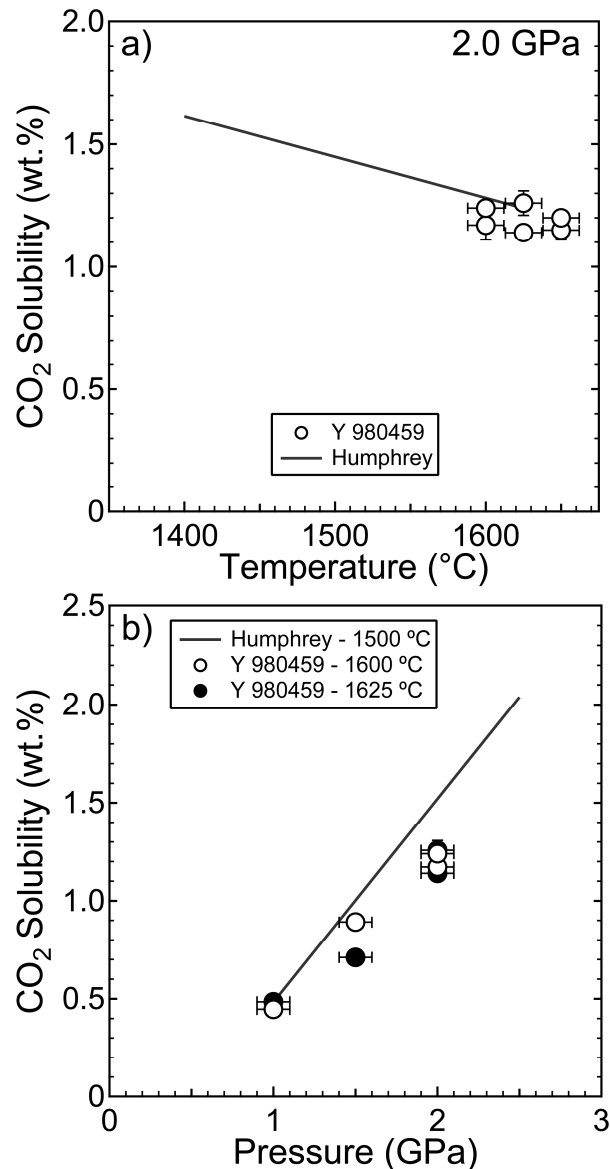 a)
2.0 GPa
2.0
1.5
1.0
0.5
0
CO₂ Solubility (wt.%)
Y 980459
Humphrey
1400
1500
1600
Temperature (°C)
b)
Humphrey - 1500 ºC
Y 980459 - 1600 ºC
Y 980459 - 1625 ºC
2.5
2.0
1.5
1.0
0.5
0
CO₂ Solubility (wt.%)
0
1
2
3
Pressure (GPa)